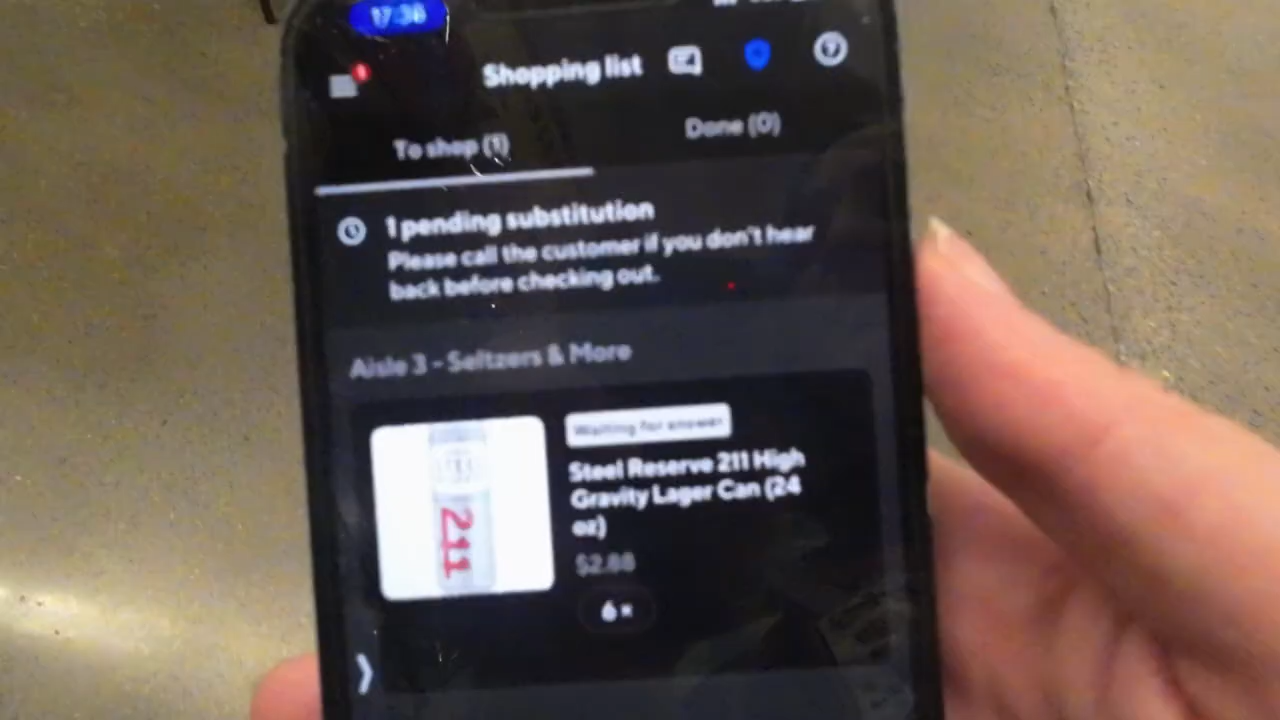 17:36
Shopping list
To shop (1)
Done (0)
1 pending substitution
Please call the customer if you don't hear
back before checking out.
Aisle 3 - Seltzers & More
Waiting for answer
Steel Reserve 211 High
Gravity Lager Can (24
oz)
$2.88
6 ×
211